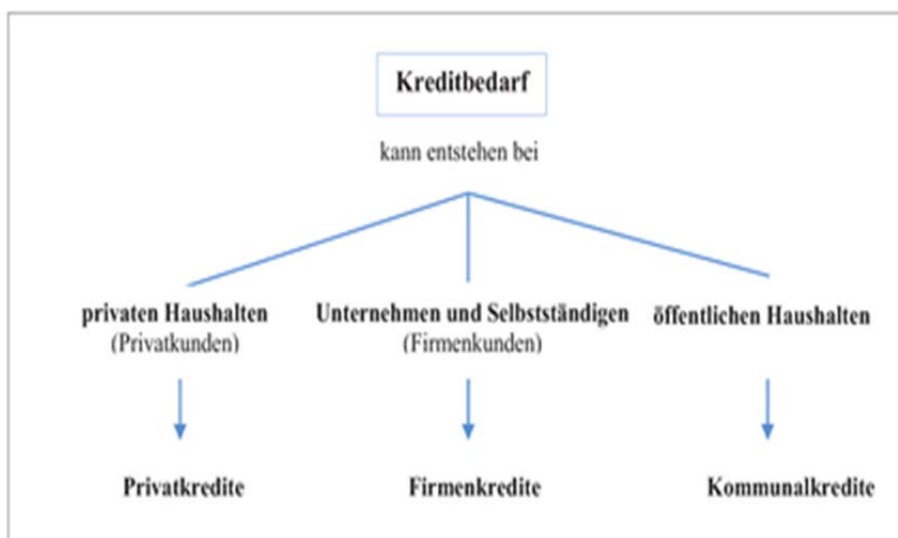 Kreditbedarf
kann entstehen bei
privaten Haushalten
(Privatkunden)
Unternehmen und Selbstständigen
(Firmenkunden)
öffentlichen Haushalten
Privatkredite
Firmenkredite
Kommunalkredite